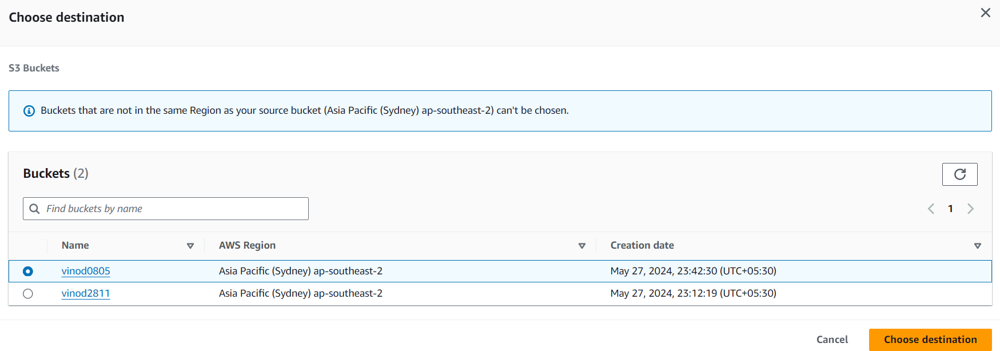 Choose destination
S3 Buckets
Buckets that are not in the same Region as your source bucket (Asia Pacific (Sydney) ap-southeast-2) can't be chosen.
Buckets (2)
Find buckets by name
1
Name AWS Region Creation date
vinod0805 Asia Pacific (Sydney) ap-southeast-2 May 27, 2024, 23:42:30 (UTC+05:30)
vinod2811 Asia Pacific (Sydney) ap-southeast-2 May 27, 2024, 23:12:19 (UTC+05:30)
Cancel Choose destination